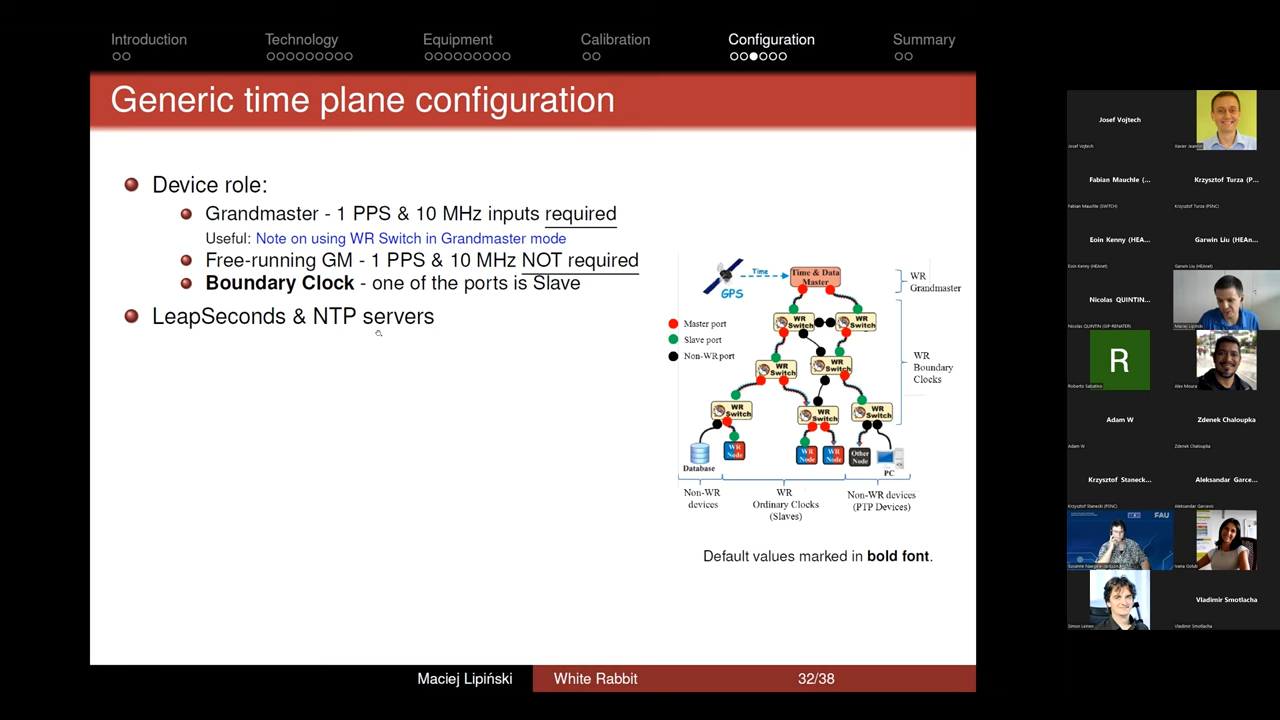 Introduction
Technology
Equipment
Calibration
Configuration
Summary
Generic time plane configuration
Device role:
Grandmaster - 1 PPS & 10 MHz inputs required
Useful: Note on using WR Switch in Grandmaster mode
Free-running GM - 1 PPS & 10 MHz NOT required
Boundary Clock - one of the ports is Slave
LeapSeconds & NTP servers
GPS
Time
Time & Data
Master
WR
Grandmaster
Master port
Slave port
Non-WR port
WR
Switch
WR
Switch
WR
Switch
WR
Switch
WR
Boundary
Clocks
WR
Switch
WR
Switch
WR
Switch
Database
WR
Node
WR
Node
WR
Node
Other
Node
PC
Non-WR
devices
WR
Ordinary Clocks
(Slaves)
Non-WR devices
(PTP Devices)
Default values marked in bold font.
Maciej Lipiński
White Rabbit
32/38
Josef Vojtech
Josef Vojtech
Fabian Mauchle (...
Fabian Mauchle (SWITCH)
Krzysztof Turza (P...
Krzysztof Turza (PSNC)
Eoin Kenny (HEA...
Eoin Kenny (HEAnet)
Garwin Liu (HEAn...
Garwin Liu (HEAnet)
Nicolas QUINTIN...
Nicolas QUINTIN (GIP-RENATER)
Maciej Lipinski
R
Roberto Sabatino
Alex Moura
Adam W
Adam W
Zdenek Chaloupka
Zdenek Chaloupka
Krzysztof Staneck...
Krzysztof Stanecki (PSNC)
Aleksandar Garce...
Aleksandar Garcevic
FAU
Ivana Golub
Simon Leinen
Vladimir Smotlacha
Vladimir Smotlacha